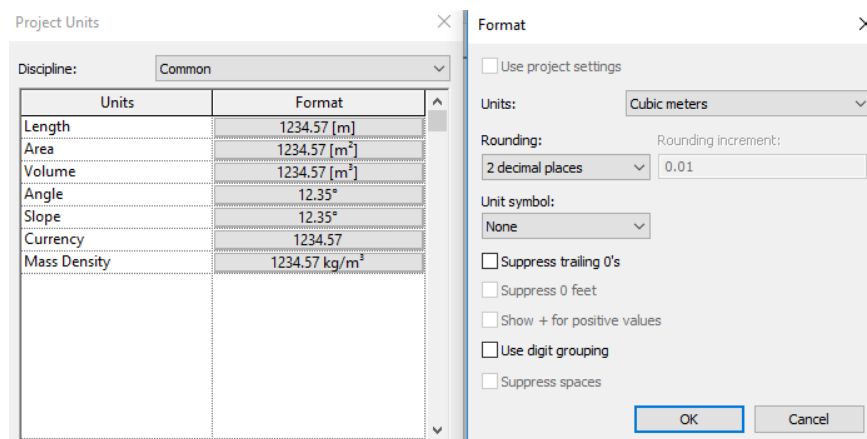 Project Units
Discipline: Common
Units Format
Length 1234.57 [m]
Area 1234.57 [m²]
Volume 1234.57 [m³]
Angle 12.35°
Slope 12.35°
Currency 1234.57
Mass Density 1234.57 kg/m³
Format
Use project settings
Units: Cubic meters
Rounding: Rounding increment:
2 decimal places 0.01
Unit symbol:
None
Suppress trailing 0's
Suppress 0 feet
Show + for positive values
Use digit grouping
Suppress spaces
OK Cancel